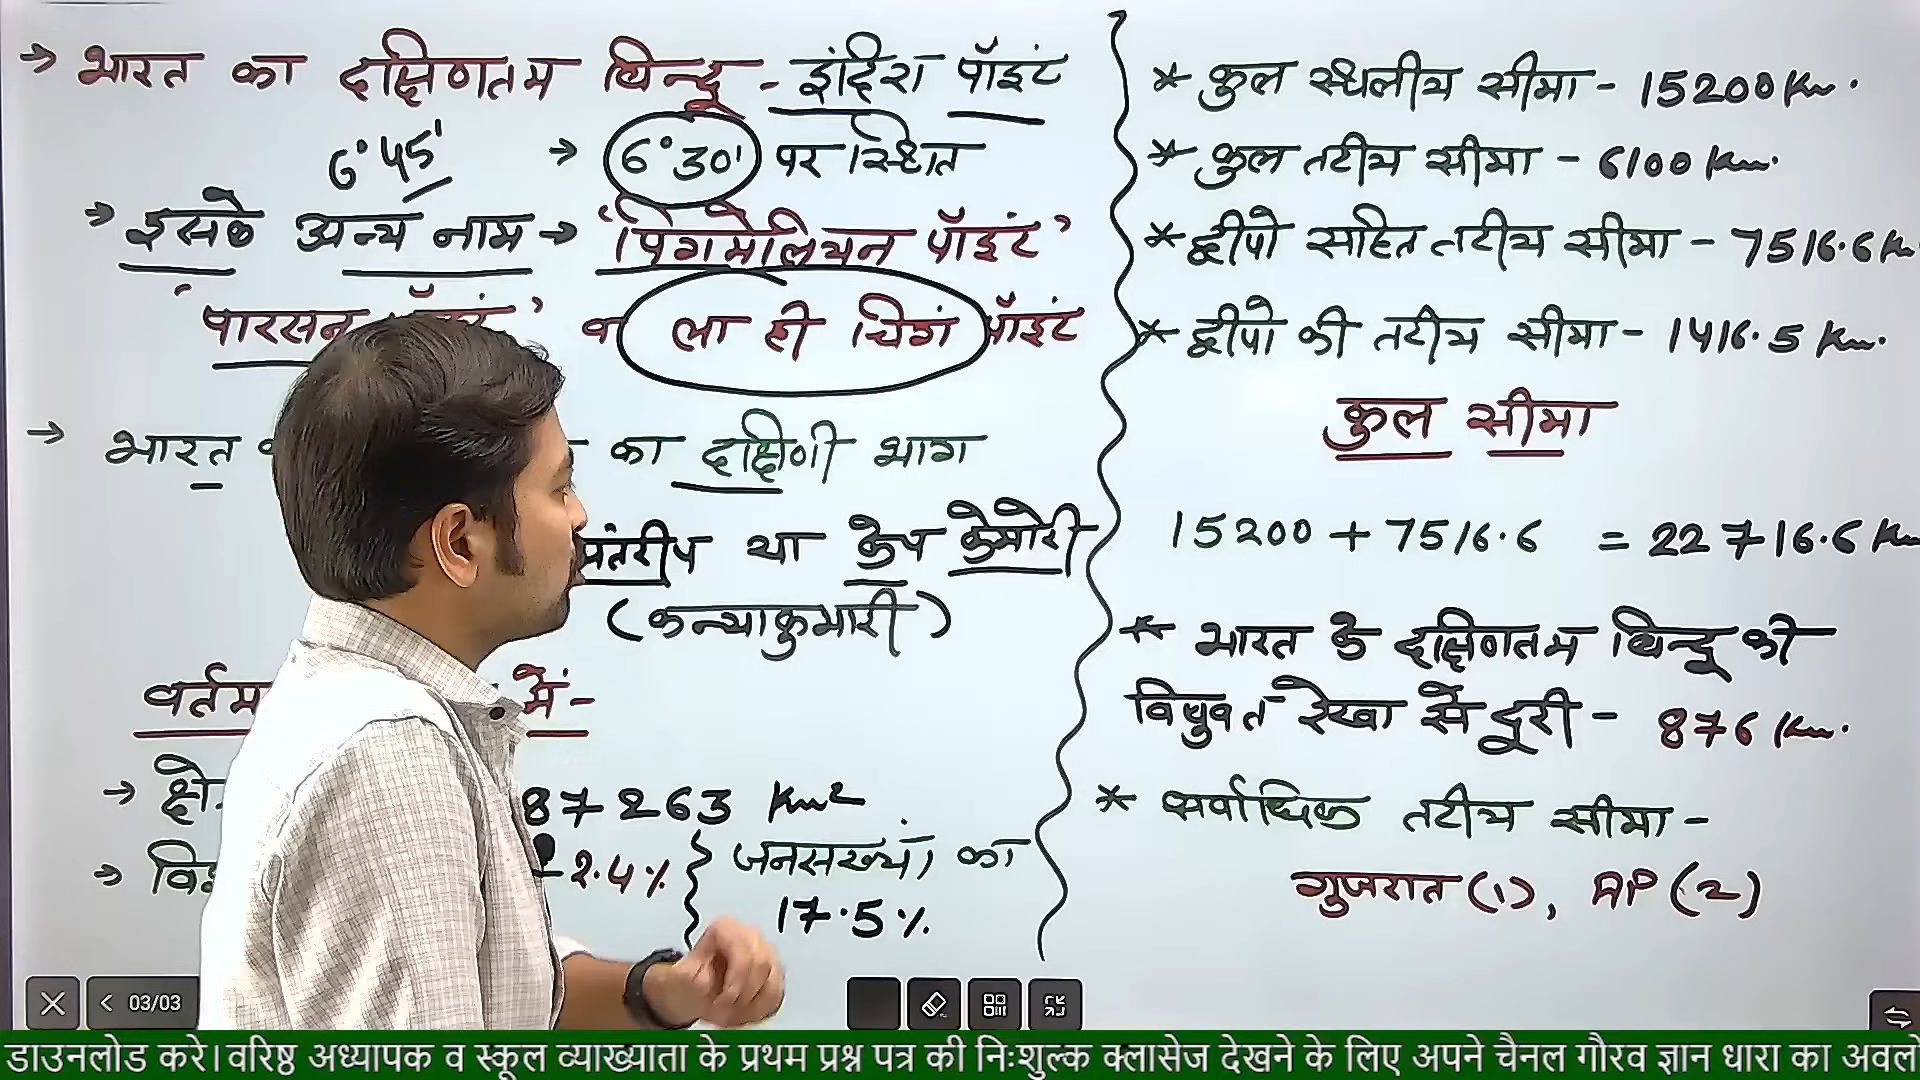 → भारत का दक्षिणतम बिन्दू - इंदिरा पॉइंट
6°45' → 6°30' पर स्थित
→ इसके अन्य नाम → 'पिगमेलियन पॉइंट'
'पारसन पॉइंट' व ला ही चिंग पॉइंट
→ भारत का दक्षिणी भाग
या केप केमोरी
(कन्याकुमारी)
में -
→ 87263 Km²
→ 2.4% } जनसख्यां का
17.5%
* कुल स्थलीय सीमा - 15200 Km.
* कुल तटीय सीमा - 6100 Km.
* द्वीपो सहित तटीय सीमा - 7516.6 Km
* द्वीपो की तटीय सीमा - 1416.5 Km.
कुल सीमा
15200 + 7516.6 = 22716.6 Km
* भारत के दक्षिणतम बिन्दू की
विषुवत रेखा से दूरी - 876 Km.
* सर्वाधिक तटीय सीमा -
गुजरात (1), AP (2)
< 03/03
डाउनलोड करे। वरिष्ठ अध्यापक व स्कूल व्याख्याता के प्रथम प्रश्न पत्र की निःशुल्क क्लासेज देखने के लिए अपने चैनल गौरव ज्ञान धारा का अवलो